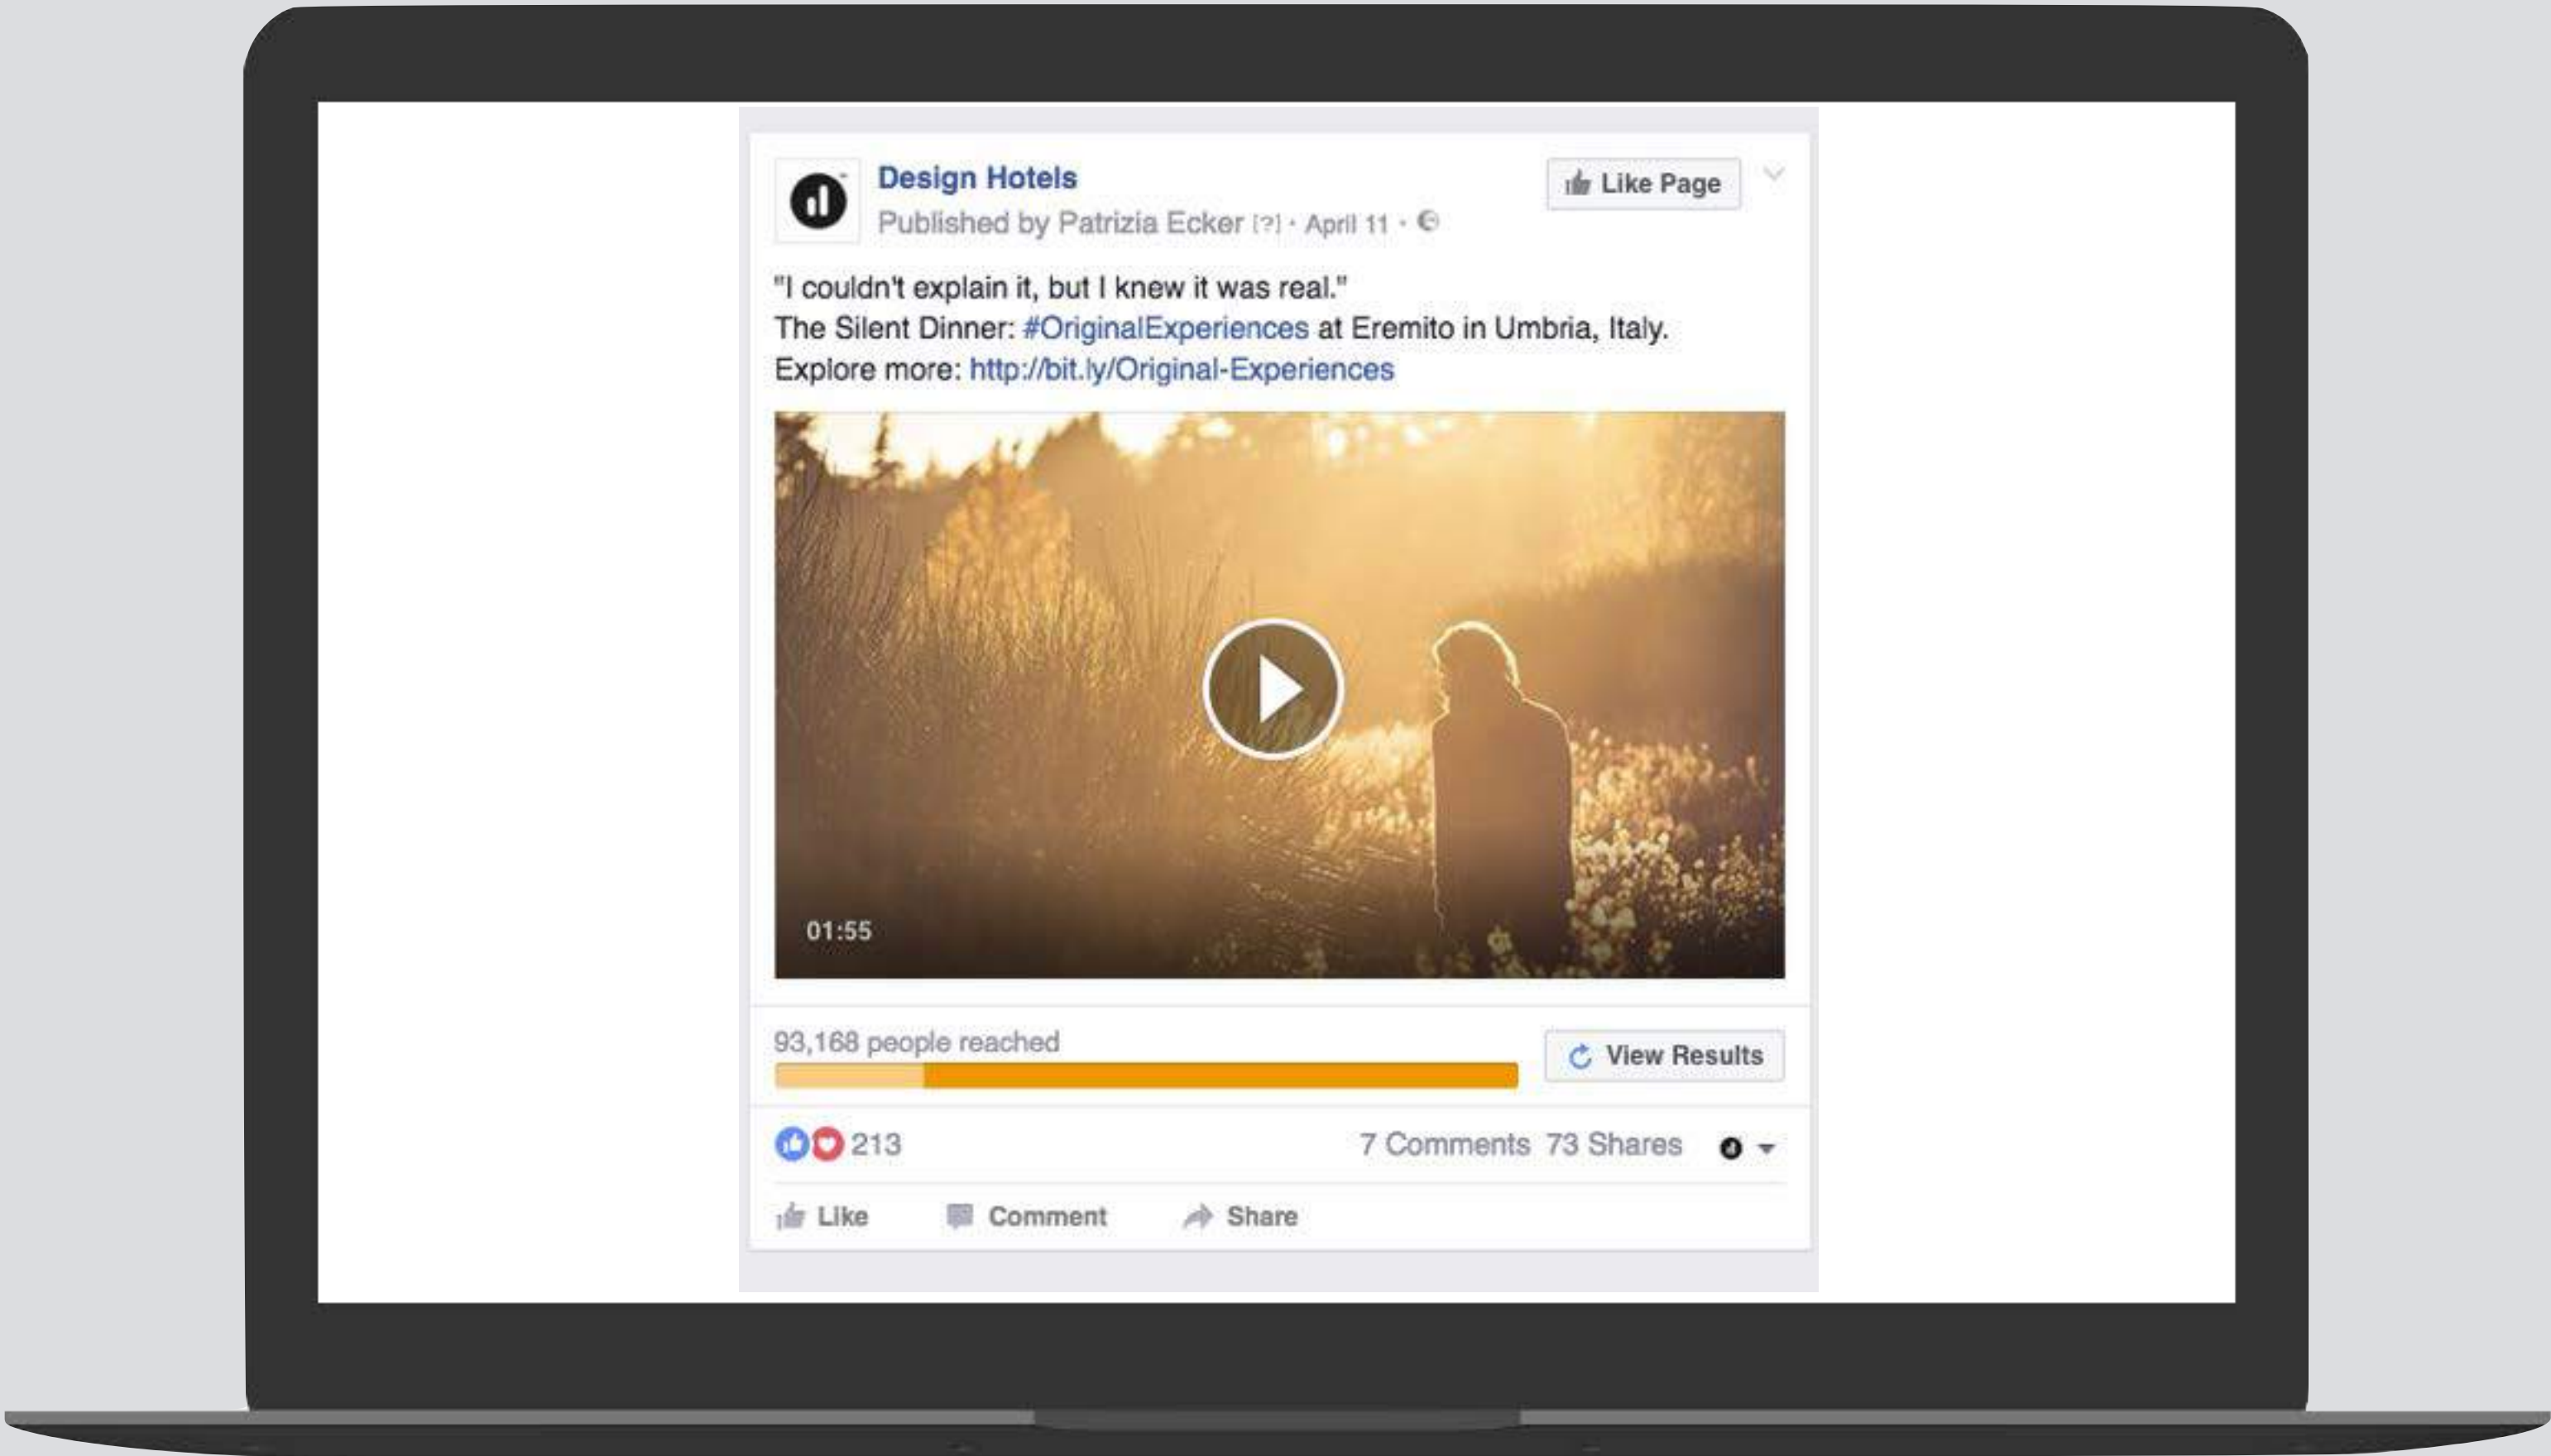 Design Hotels
Like Page
Published by Patrizia Ecker [?] · April 11 ·
"I couldn't explain it, but I knew it was real."
The Silent Dinner: #OriginalExperiences at Eremito in Umbria, Italy.
Explore more: http://bit.ly/Original-Experiences
01:55
93,168 people reached
View Results
213
7 Comments 73 Shares
Like Comment Share